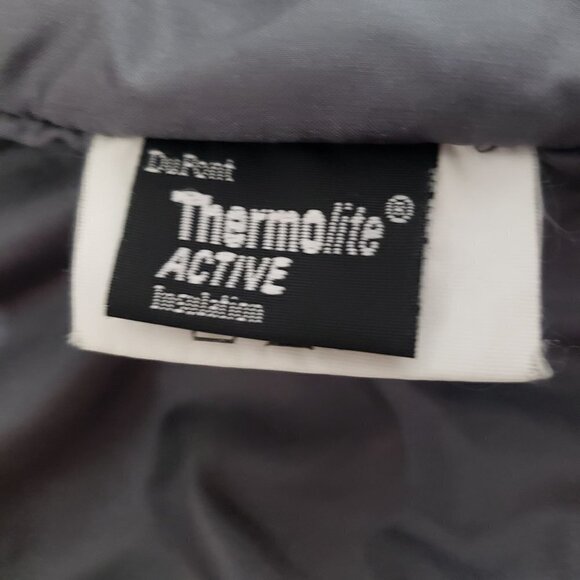 DuPont
Thermolite®
ACTIVE
Insulation